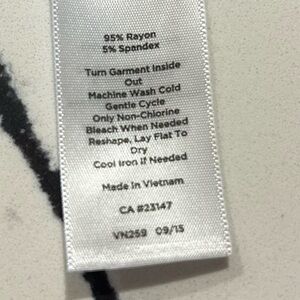 95% Rayon
5% Spandex
Turn Garment Inside
Out
Machine Wash Cold
Gentle Cycle
Only Non-Chlorine
Bleach When Needed
Reshape, Lay Flat To
Dry
Cool Iron if Needed
Made In Vietnam
CA #23147
VN259 09/15